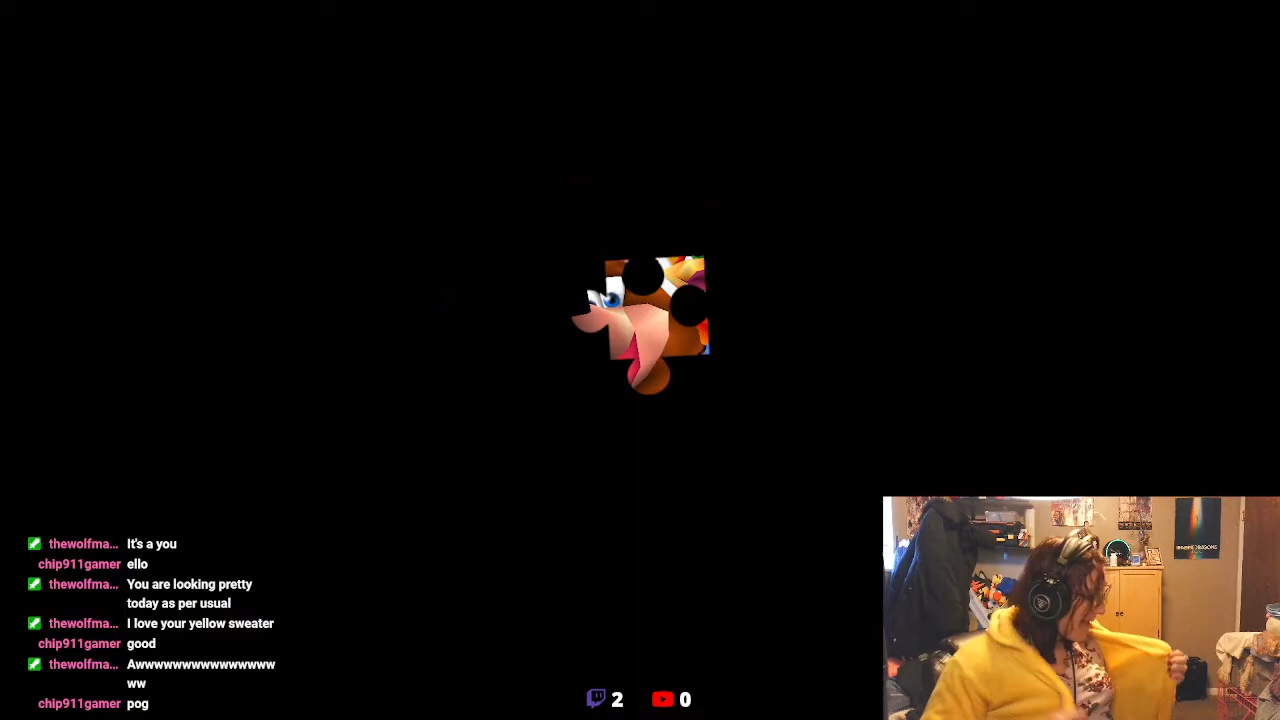 thewolfma... It's a you
chip911gamer ello
thewolfma... You are looking pretty
today as per usual
thewolfma... I love your yellow sweater
chip911gamer good
thewolfma... Awwwwwwwwwwwwwwww
ww
chip911gamer pog
2 0